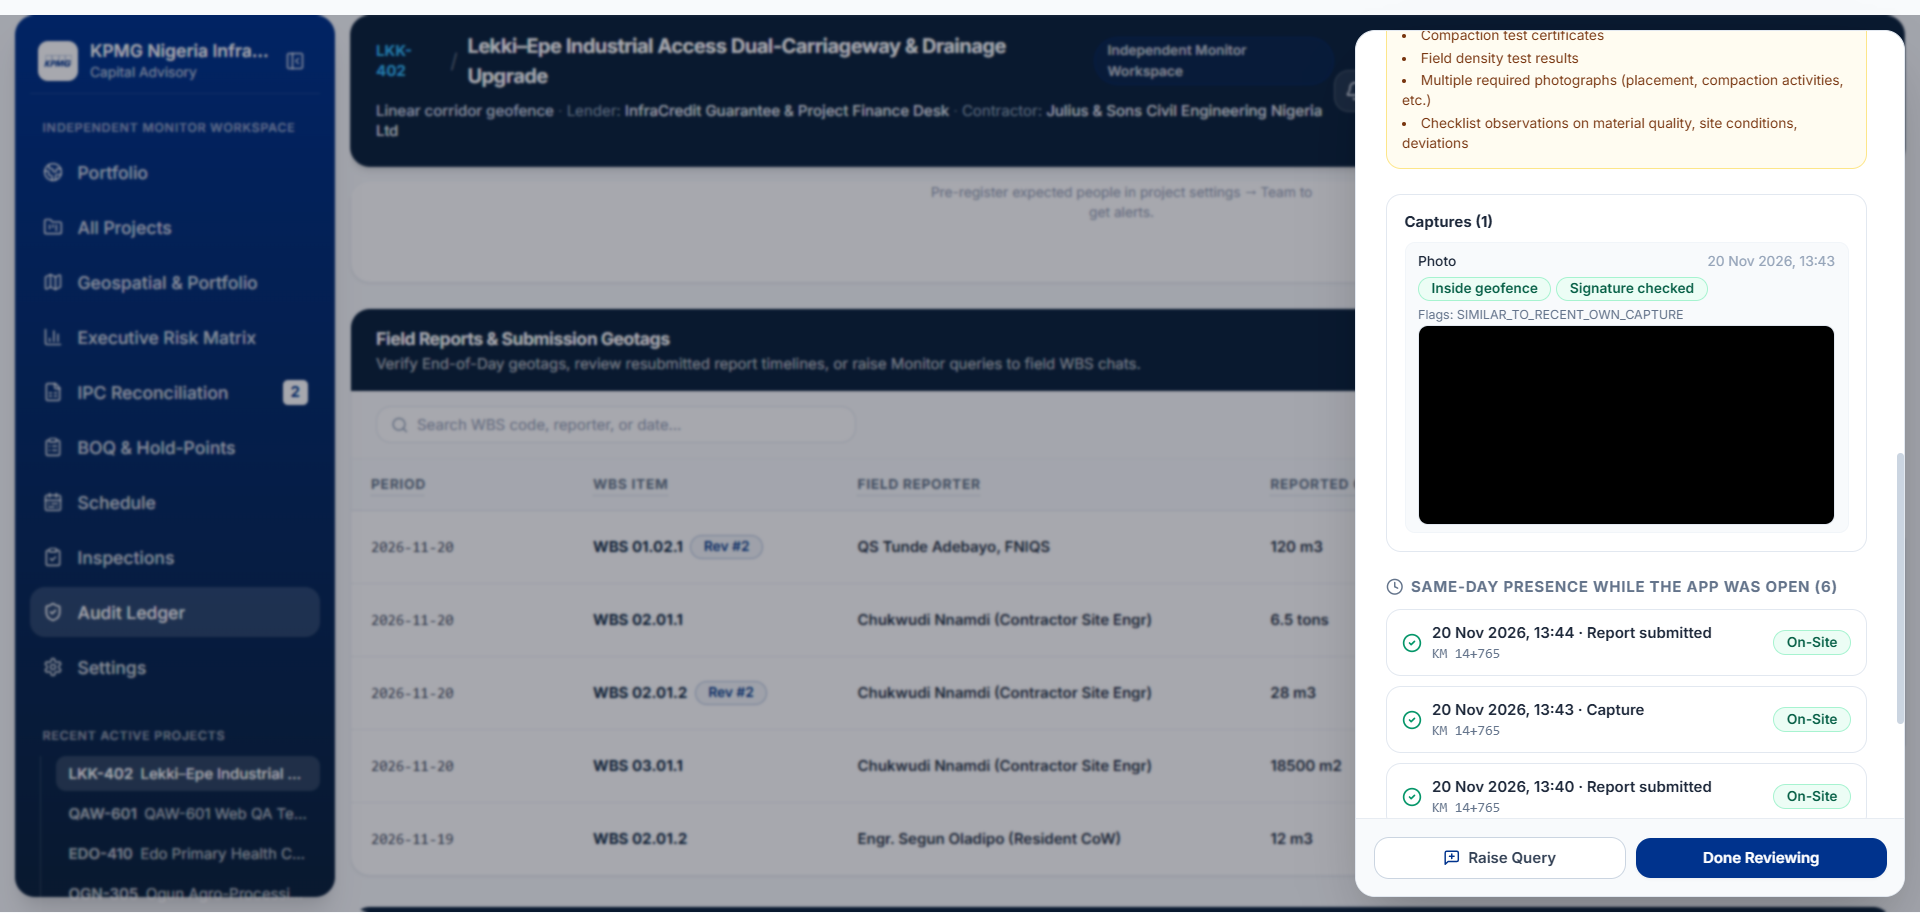 KPMG Nigeria Infra...
Capital Advisory
INDEPENDENT MONITOR WORKSPACE
Portfolio
All Projects
Geospatial & Portfolio
Executive Risk Matrix
IPC Reconciliation 2
BOQ & Hold-Points
Schedule
Inspections
Audit Ledger
Settings
RECENT ACTIVE PROJECTS
LKK-402 Lekki–Epe Industrial ...
QAW-601 QAW-601 Web QA Te...
EDO-410 Edo Primary Health C...
OGN-305 Ogun Agro-Processi
LKK-
402
/
Lekki–Epe Industrial Access Dual-Carriageway & Drainage
Upgrade
Independent Monitor
Workspace
Linear corridor geofence · Lender: InfraCredit Guarantee & Project Finance Desk · Contractor: Julius & Sons Civil Engineering Nigeria
Ltd
Pre-register expected people in project settings → Team to
get alerts.
Field Reports & Submission Geotags
Verify End-of-Day geotags, review resubmitted report timelines, or raise Monitor queries to field WBS chats.
Search WBS code, reporter, or date...
PERIOD WBS ITEM FIELD REPORTER REPORTED
2026-11-20 WBS 01.02.1 Rev #2 QS Tunde Adebayo, FNIQS 120 m3
2026-11-20 WBS 02.01.1 Chukwudi Nnamdi (Contractor Site Engr) 6.5 tons
2026-11-20 WBS 02.01.2 Rev #2 Chukwudi Nnamdi (Contractor Site Engr) 28 m3
2026-11-20 WBS 03.01.1 Chukwudi Nnamdi (Contractor Site Engr) 18500 m2
2026-11-19 WBS 02.01.2 Engr. Segun Oladipo (Resident CoW) 12 m3
• Compaction test certificates
• Field density test results
• Multiple required photographs (placement, compaction activities,
etc.)
• Checklist observations on material quality, site conditions,
deviations
Captures (1)
Photo 20 Nov 2026, 13:43
Inside geofence Signature checked
Flags: SIMILAR_TO_RECENT_OWN_CAPTURE
SAME-DAY PRESENCE WHILE THE APP WAS OPEN (6)
20 Nov 2026, 13:44 · Report submitted
KM 14+765
On-Site
20 Nov 2026, 13:43 · Capture
KM 14+765
On-Site
20 Nov 2026, 13:40 · Report submitted
KM 14+765
On-Site
Raise Query
Done Reviewing